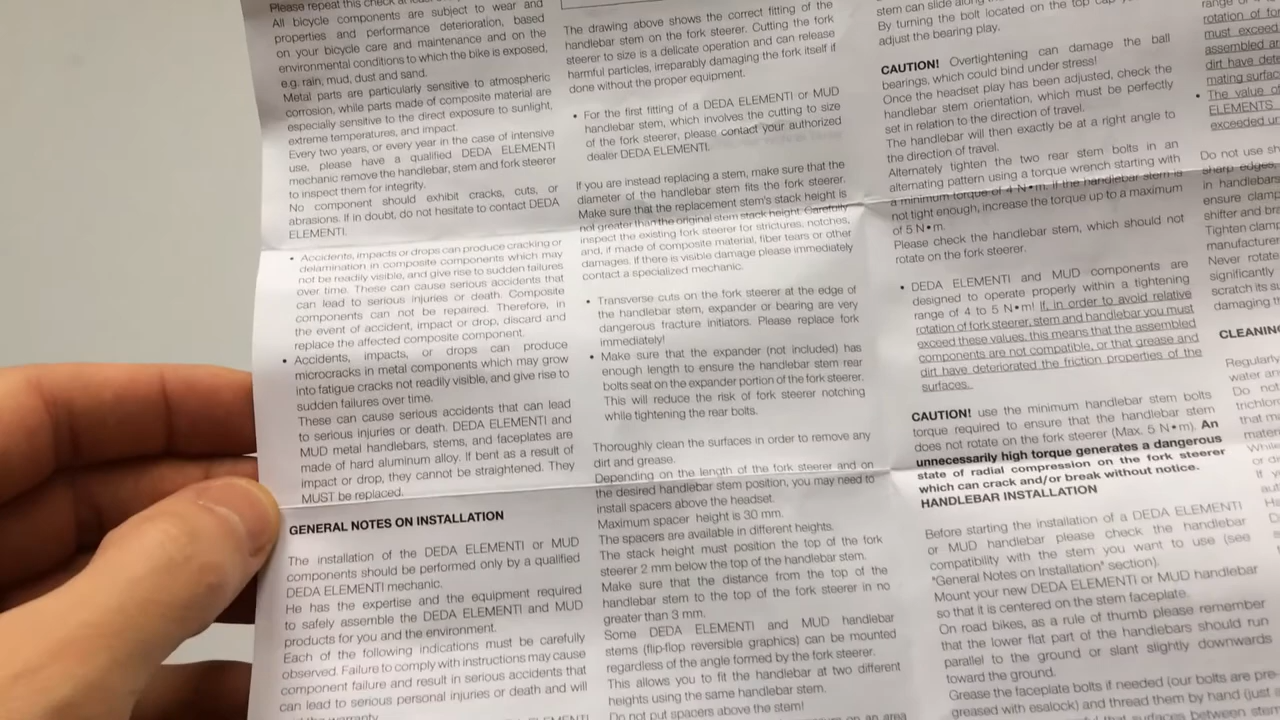 Please repeat this check at
All bicycle components are subject to wear and
properties and performance deterioration, based
on your bicycle care and maintenance and on the
environmental conditions to which the bike is exposed,
e.g. rain, mud, dust and sand.
Metal parts are particularly sensitive to atmospheric
corrosion, while parts made of composite material are
especially sensitive to the direct exposure to sunlight,
extreme temperatures, and impact.
Every two years, or every year in the case of intensive
use, please have a qualified DEDA ELEMENTI
mechanic remove the handlebar, stem and fork steerer
to inspect them for integrity.
No component should exhibit cracks, cuts, or
abrasions. If in doubt, do not hesitate to contact DEDA
ELEMENTI.
• Accidents, impacts or drops can produce cracking or
delamination in composite components which may
not be readily visible, and give rise to sudden failures
over time. These can cause serious accidents that
can lead to serious injuries or death. Composite
components can not be repaired. Therefore, in
the event of accident, impact or drop, discard and
replace the affected composite component.
• Accidents, impacts, or drops can produce
microcracks in metal components which may grow
into fatigue cracks not readily visible, and give rise to
sudden failures over time.
These can cause serious accidents that can lead
to serious injuries or death. DEDA ELEMENTI and
MUD metal handlebars, stems, and faceplates are
made of hard aluminum alloy. If bent as a result of
impact or drop, they cannot be straightened. They
MUST be replaced.
GENERAL NOTES ON INSTALLATION
The installation of the DEDA ELEMENTI or MUD
components should be performed only by a qualified
DEDA ELEMENTI mechanic.
He has the expertise and the equipment required
to safely assemble the DEDA ELEMENTI and MUD
products for you and the environment.
Each of the following indications must be carefully
observed. Failure to comply with instructions may cause
component failure and result in serious accidents that
can lead to serious personal injuries or death and will
warranty
The drawing above shows the correct fitting of the
handlebar stem on the fork steerer. Cutting the fork
steerer to size is a delicate operation and can release
harmful particles, irreparably damaging the fork itself if
done without the proper equipment.
• For the first fitting of a DEDA ELEMENTI or MUD
handlebar stem, which involves the cutting to size
of the fork steerer, please contact your authorized
dealer DEDA ELEMENTI.
If you are instead replacing a stem, make sure that the
diameter of the handlebar stem fits the fork steerer.
Make sure that the replacement stem's stack height is
not greater than the original stem stack height. Carefully
inspect the existing fork steerer for strictures, notches,
and, if made of composite material, fiber tears or other
damages. If there is visible damage please immediately
contact a specialized mechanic.
• Transverse cuts on the fork steerer at the edge of
the handlebar stem, expander or bearing are very
dangerous fracture initiators. Please replace fork
immediately!
• Make sure that the expander (not included) has
enough length to ensure the handlebar stem rear
bolts seat on the expander portion of the fork steerer.
This will reduce the risk of fork steerer notching
while tightening the rear bolts.
Thoroughly clean the surfaces in order to remove any
dirt and grease.
Depending on the length of the fork steerer and on
the desired handlebar stem position, you may need to
install spacers above the headset.
Maximum spacer height is 30 mm.
The spacers are available in different heights.
The stack height must position the top of the fork
steerer 2 mm below the top of the handlebar stem.
Make sure that the distance from the top of the
handlebar stem to the top of the fork steerer in no
greater than 3 mm.
Some DEDA ELEMENTI and MUD handlebar
stems (flip-flop reversible graphics) can be mounted
regardless of the angle formed by the fork steerer.
This allows you to fit the handlebar at two different
heights using the same handlebar stem.
Do not put spacers above the stem!
on an area
stem can slide along
By turning the bolt located on the top cap
adjust the bearing play.
CAUTION! Overtightening can damage the ball
bearings, which could bind under stress!
Once the headset play has been adjusted, check the
handlebar stem orientation, which must be perfectly
set in relation to the direction of travel.
The handlebar will then exactly be at a right angle to
the direction of travel.
Alternately tighten the two rear stem bolts in an
alternating pattern using a torque wrench starting with
a minimum torque of 4 N•m. If the handlebar stem is
not tight enough, increase the torque up to a maximum
of 5 N•m.
Please check the handlebar stem, which should not
rotate on the fork steerer.
• DEDA ELEMENTI and MUD components are
designed to operate properly within a tightening
range of 4 to 5 N•m! If, in order to avoid relative
rotation of fork steerer, stem and handlebar you must
exceed these values, this means that the assembled
components are not compatible, or that grease and
dirt have deteriorated the friction properties of the
surfaces.
CAUTION! use the minimum handlebar stem bolts
torque required to ensure that the handlebar stem
does not rotate on the fork steerer (Max. 5 N•m). An
unnecessarily high torque generates a dangerous
state of radial compression on the fork steerer
which can crack and/or break without notice.
HANDLEBAR INSTALLATION
Before starting the installation of a DEDA ELEMENTI
or MUD handlebar please check the handlebar
compatibility with the stem you want to use (see
"General Notes on Installation" section).
Mount your new DEDA ELEMENTI or MUD handlebar
so that it is centered on the stem faceplate.
On road bikes, as a rule of thumb please remember
that the lower flat part of the handlebars should run
parallel to the ground or slant slightly downwards
toward the ground.
Grease the faceplate bolts if needed (our bolts are pre-
greased with esalock) and thread them by hand (just
that surfaces between stem
rotation of
must exceed
assembled
dirt have
mating
• The value of
ELEMENTS
exceeded
Do not use
sharp edges
in handlebars
ensure
shifter and
Tighten
Never rotate
significantly
scratch its
damaging
CLEANING
Regularly
water
Do not
that